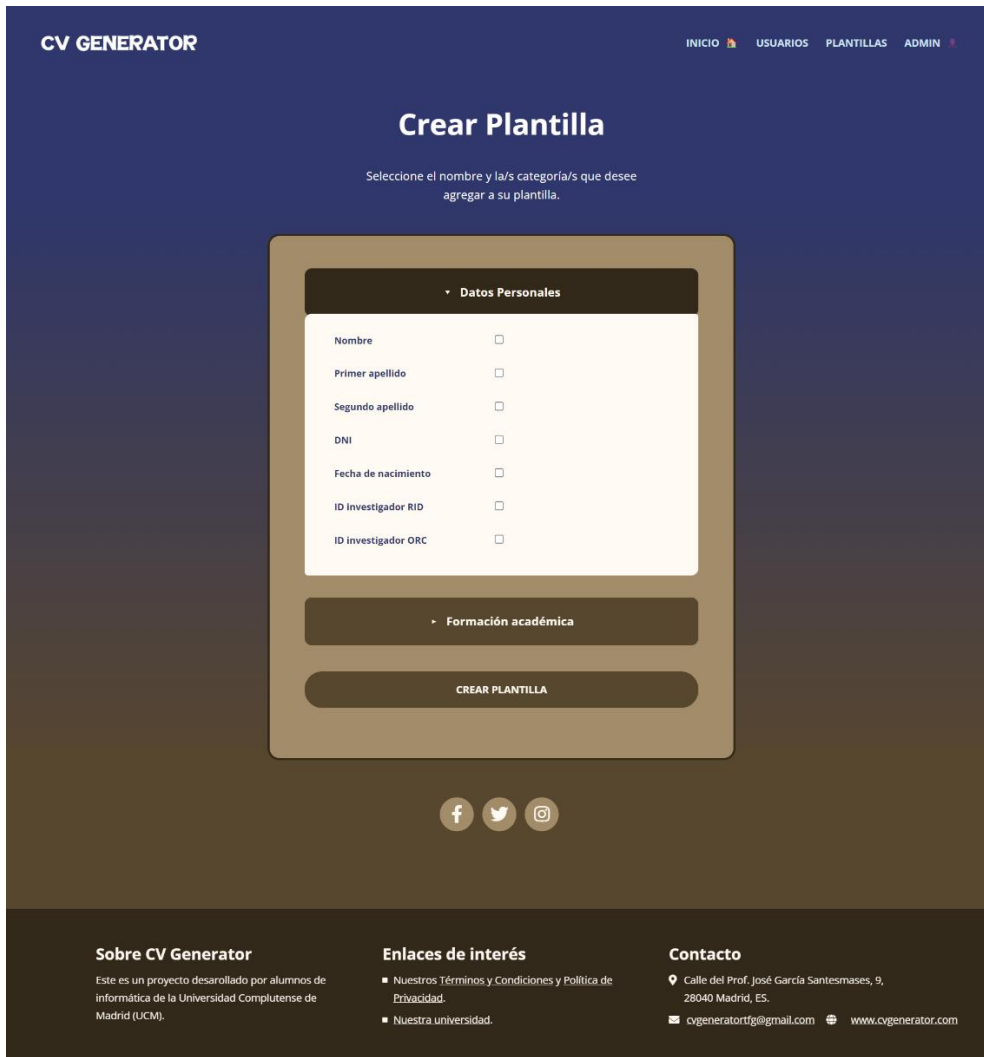 CV GENERATOR
INICIO USUARIOS PLANTILLAS ADMIN
Crear Plantilla
Seleccione el nombre y la/s categoría/s que desee
agregar a su plantilla.
Datos Personales
Nombre
Primer apellido
Segundo apellido
DNI
Fecha de nacimiento
ID investigador RID
ID investigador ORC
Formación académica
CREAR PLANTILLA
Sobre CV Generator
Este es un proyecto desarollado por alumnos de
informática de la Universidad Complutense de
Madrid (UCM).
Enlaces de interés
Nuestros Términos y Condiciones y Política de
Privacidad.
Nuestra universidad.
Contacto
Calle del Prof. José García Santesmases, 9,
28040 Madrid, ES.
cvgeneratortfg@gmail.com www.cvgenerator.com